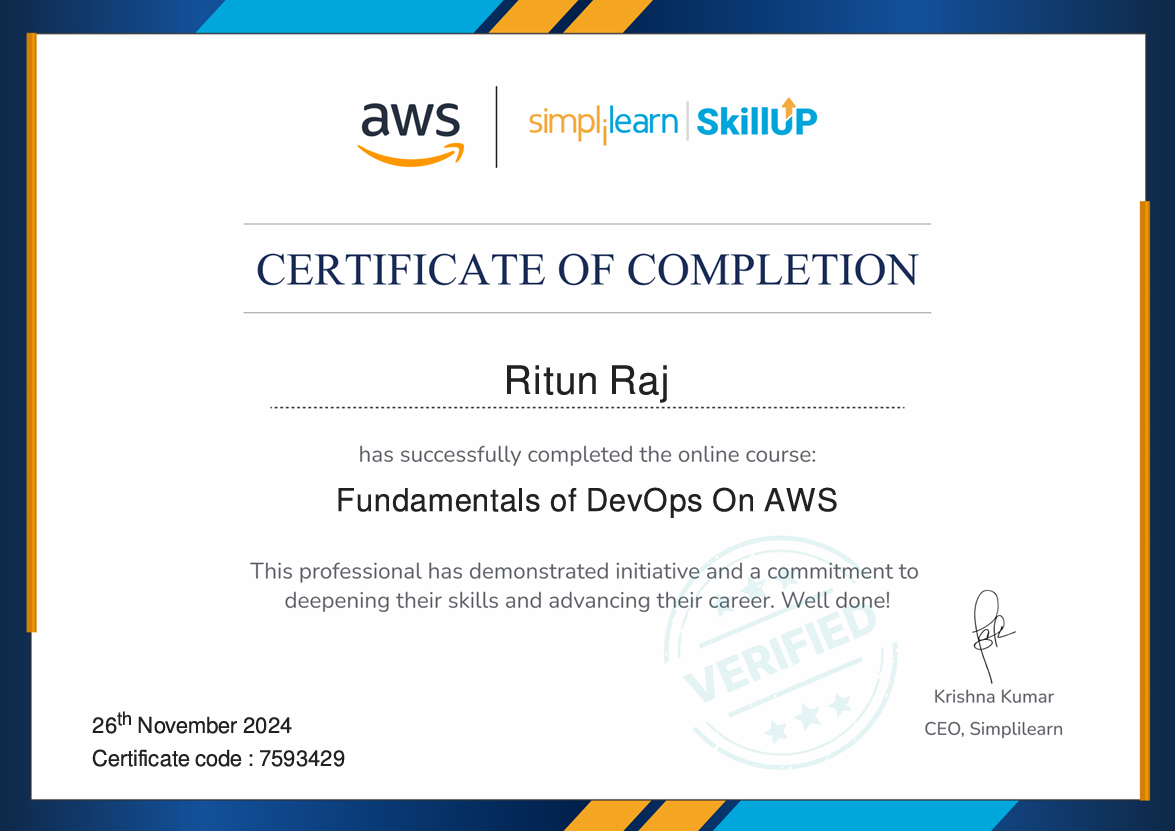 aws
simplilearn | SkillUP
CERTIFICATE OF COMPLETION
Ritun Raj
has successfully completed the online course:
Fundamentals of DevOps On AWS
This professional has demonstrated initiative and a commitment to
deepening their skills and advancing their career. Well done!
VERIFIED
Krishna Kumar
CEO, Simplilearn
26th November 2024
Certificate code : 7593429